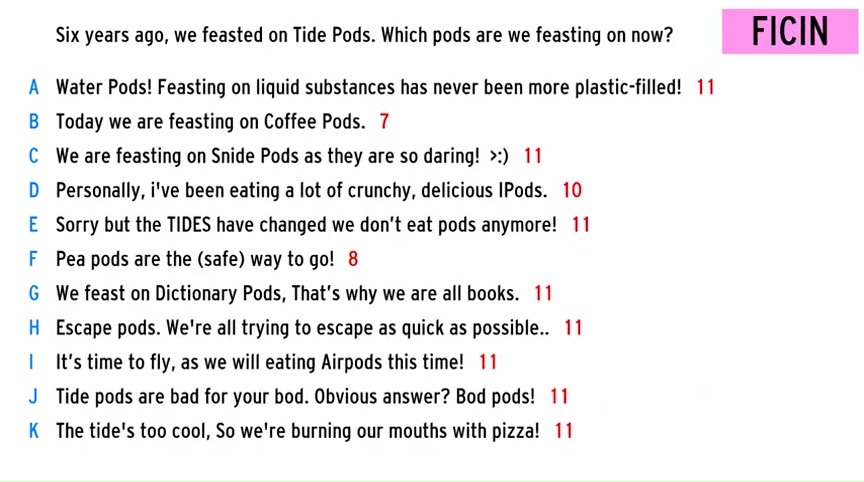 Six years ago, we feasted on Tide Pods. Which pods are we feasting on now?
FICIN
A Water Pods! Feasting on liquid substances has never been more plastic-filled! 11
B Today we are feasting on Coffee Pods. 7
C We are feasting on Snide Pods as they are so daring! >:) 11
D Personally, i've been eating a lot of crunchy, delicious IPods. 10
E Sorry but the TIDES have changed we don't eat pods anymore! 11
F Pea pods are the (safe) way to go! 8
G We feast on Dictionary Pods, That's why we are all books. 11
H Escape pods. We're all trying to escape as quick as possible.. 11
I It's time to fly, as we will eating Airpods this time! 11
J Tide pods are bad for your bod. Obvious answer? Bod pods! 11
K The tide's too cool, So we're burning our mouths with pizza! 11